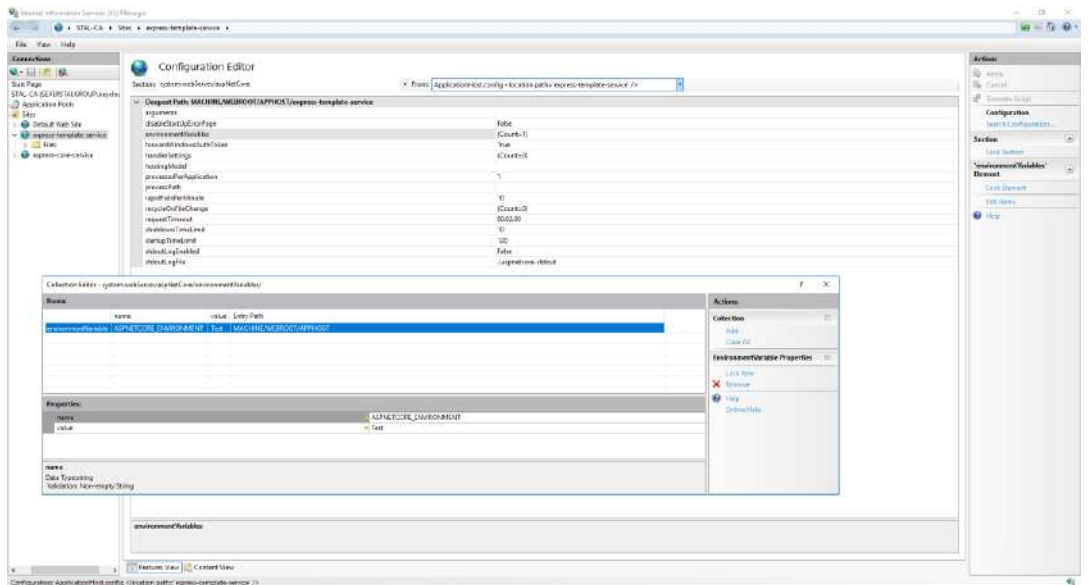 Internet Information Services (IIS) Manager
STAL-CA Sites express-template-service
File View Help
Connections
Start Page
Application Pools
Sites
Default Web Site
express-template-service
express-core-service
Configuration Editor
Section: system.webServer/aspNetCore
From: ApplicationHost.config <location path='express-template-service' />
Deepest Path: MACHINE/WEBROOT/APPHOST/express-template-service
arguments
disableStartUpErrorPage False
environmentVariables (Count=1)
forwardWindowsAuthToken True
handlerSettings (Count=0)
hostingModel
processesPerApplication 1
processPath
rapidFailsPerMinute 10
recycleOnFileChange (Count=0)
requestTimeout
shutdownTimeLimit 10
startupTimeLimit 120
stdoutLogEnabled False
stdoutLogFile .\aspnetcore-stdout
Collection Editor - system.webServer/aspNetCore/environmentVariables/
Items
name value Entry Path
environmentVariable ASPNETCORE_ENVIRONMENT Test MACHINE/WEBROOT/APPHOST
Properties:
name ASPNETCORE_ENVIRONMENT
value Test
name
Data Type:string
Validation: Non-empty String
Actions:
Collection
Add
Clear All
EnvironmentVariable Properties
Lock Item
Remove
Help
Online Help
environmentVariables
Features View Content View
Configuration: ApplicationHost.config <location path='express-template-service' />
Actions
Apply
Cancel
Generate Script
Configuration
Search Configuration...
Section
Lock Section
'environmentVariables' Element
Lock Element
Edit Items
Help